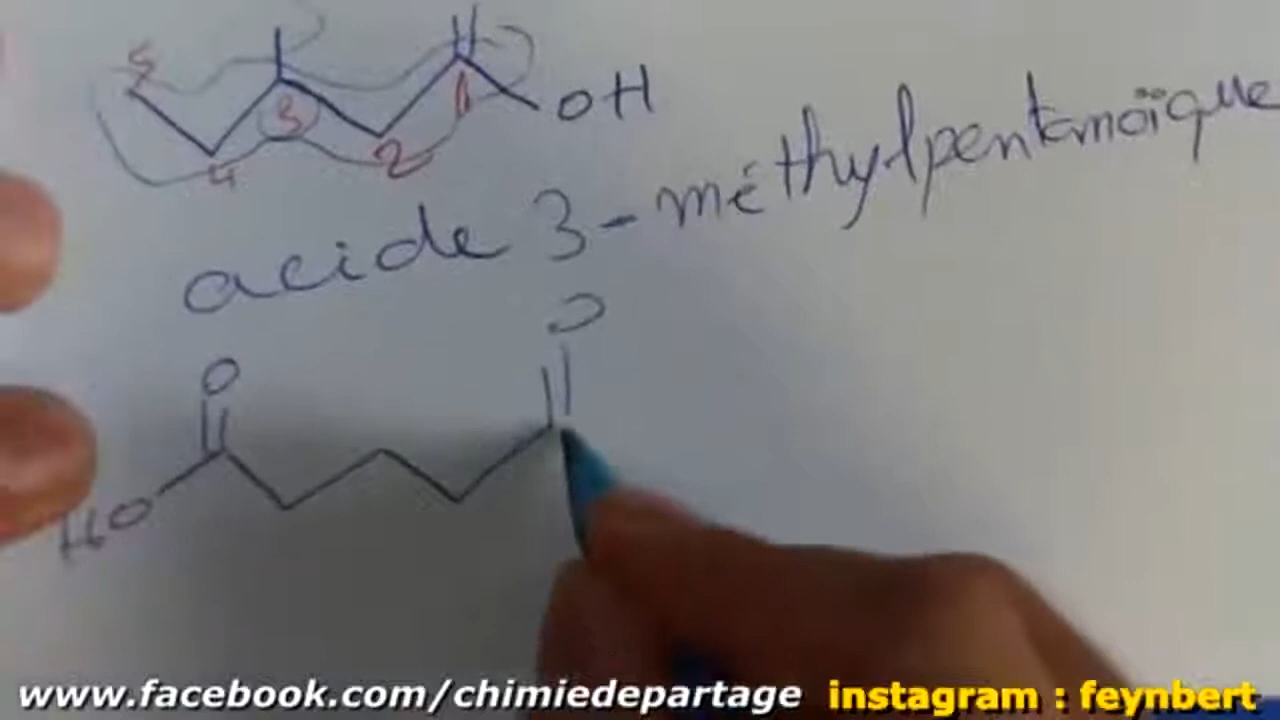 5 3 1 OH
4 2
acide 3-méthylpentanoïque
O
O
HO
www.facebook.com/chimiedepartage instagram : feynbert